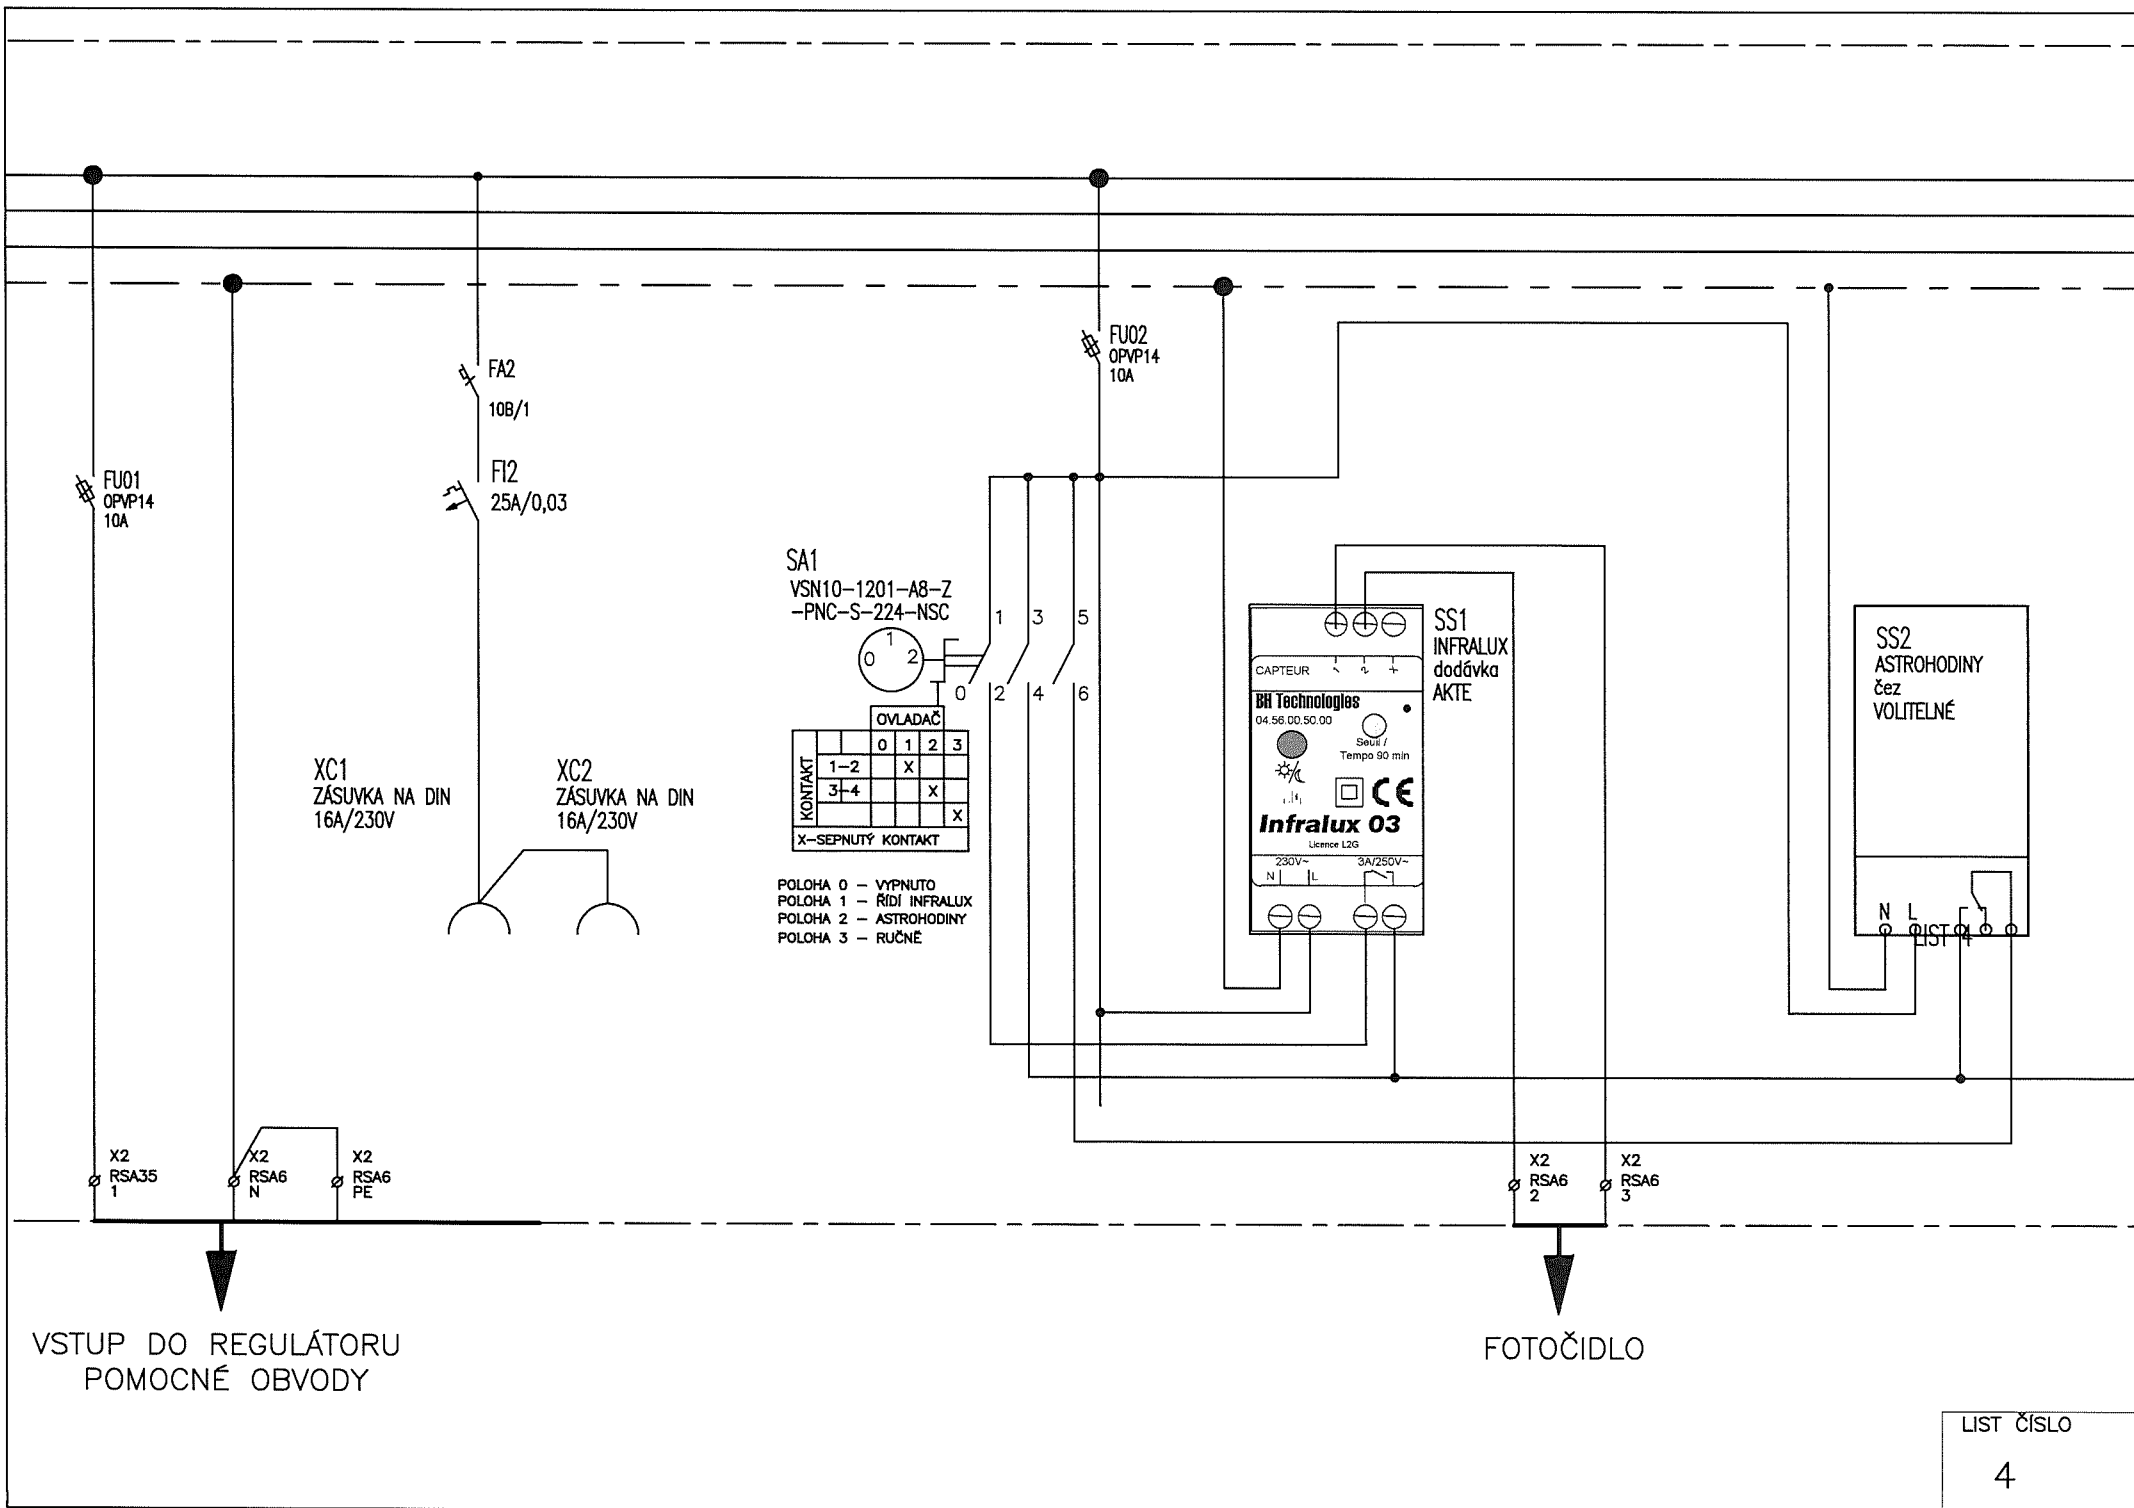 FU01
OPVP14
10A
FA2
10B/1
FI2
25A/0,03
FU02
OPVP14
10A
SA1
VSN10-1201-A8-Z
-PNC-S-224-NSC
1
0
2
1
3
5
0
2
4
6
OVLADAČ
0 1 2 3
KONTAKT
1-2 X
3-4 X
X
X-SEPNUTÝ KONTAKT
POLOHA 0 - VYPNUTO
POLOHA 1 - ŘÍDÍ INFRALUX
POLOHA 2 - ASTROHODINY
POLOHA 3 - RUČNĚ
XC1
ZÁSUVKA NA DIN
16A/230V
XC2
ZÁSUVKA NA DIN
16A/230V
SS1
INFRALUX
dodávka
AKTE
CAPTEUR 1 2 +
BH Technologies
04.56.00.50.00
Seuil /
Tempo 90 min
CE
Infralux 03
Licence L2G
230V~ 3A/250V~
N L
SS2
ASTROHODINY
čez
VOLITELNÉ
N L
LIST 4
X2
RSA35
1
X2
RSA6
N
X2
RSA6
PE
X2
RSA6
2
X2
RSA6
3
VSTUP DO REGULÁTORU
POMOCNÉ OBVODY
FOTOČIDLO
LIST ČÍSLO
4